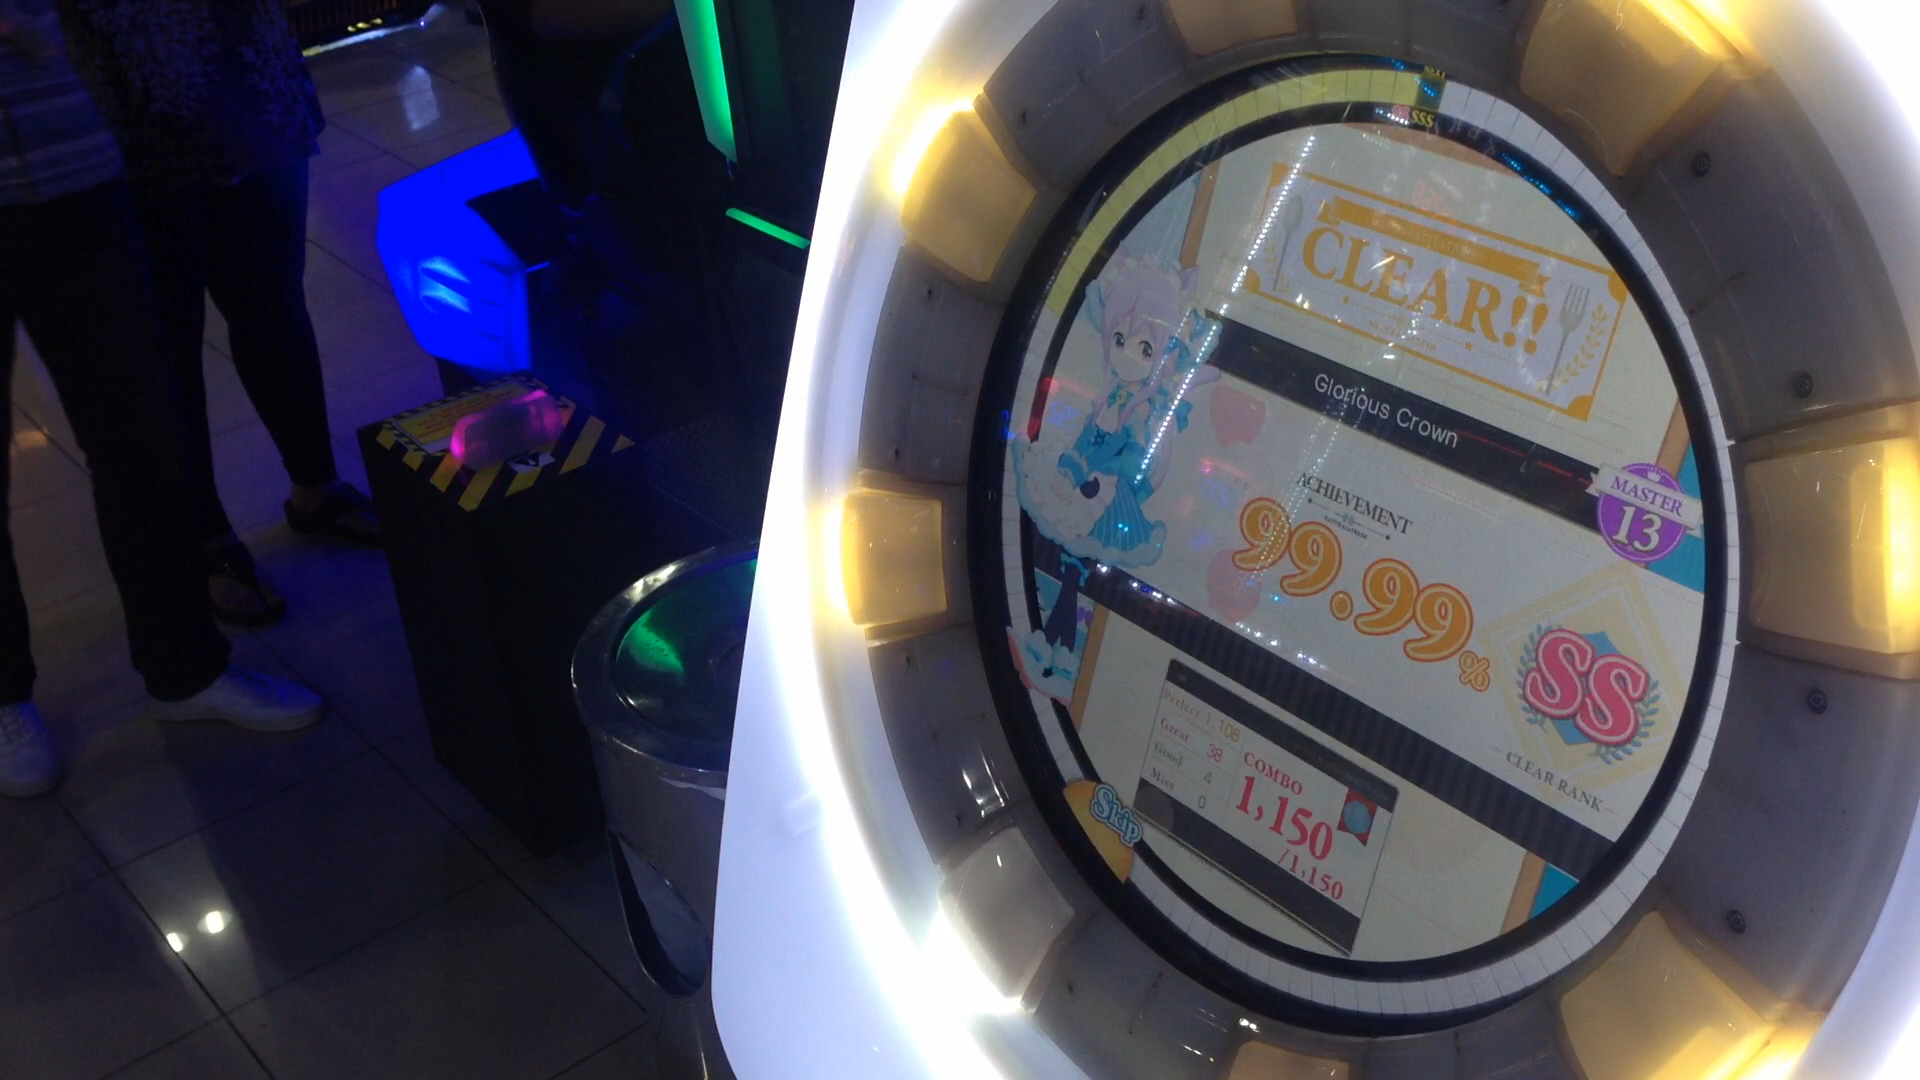 NEXT
SSS
CLEAR!!
Glorious Crown
MASTER
13
ACHIEVEMENT
99.99%
SS
CLEAR RANK
Perfect 1,108
Great 38
Good 4
Miss 0
COMBO
1,150
/1,150
Skip